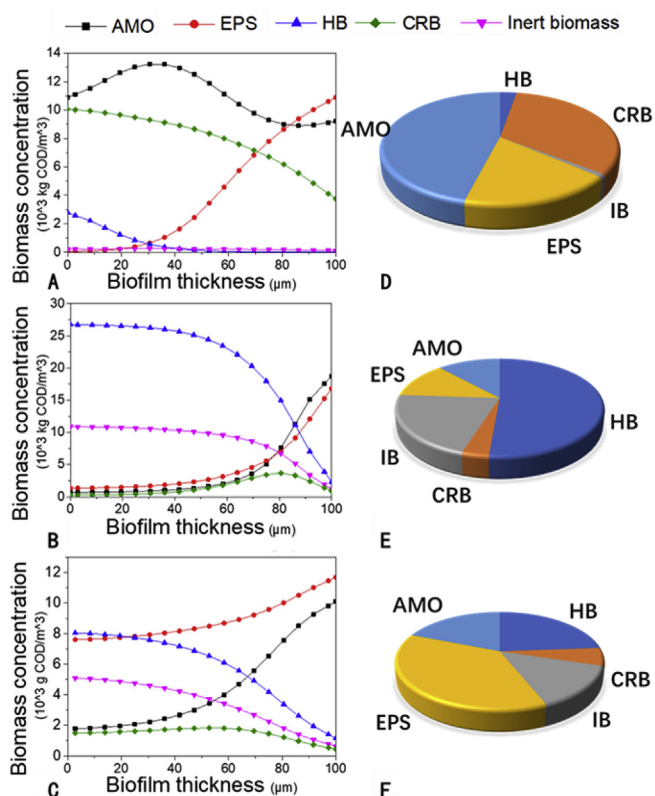 AMO EPS HB CRB Inert biomass
14
12
10
8
6
4
2
0
Biomass concentration
(10^3 kg COD/m^3)
0 20 40 60 80 100
A Biofilm thickness (μm)
HB
CRB
AMO
IB
EPS
D
30
25
20
15
10
5
0
Biomass concentration
(10^3 kg COD/m^3)
0 20 40 60 80 100
B Biofilm thickness (μm)
AMO
EPS
HB
IB
CRB
E
12
10
8
6
4
2
0
Biomass concentration
(10^3 g COD/m^3)
0 20 40 60 80 100
C Biofilm thickness (μm)
AMO
HB
CRB
EPS
IB
F